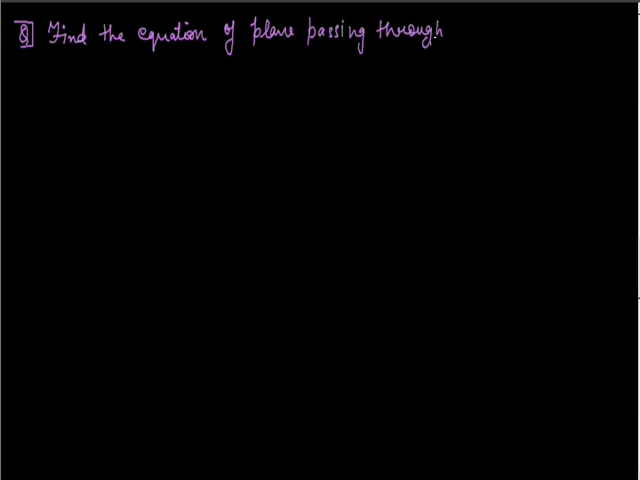 Q] Find the equation of plane passing through